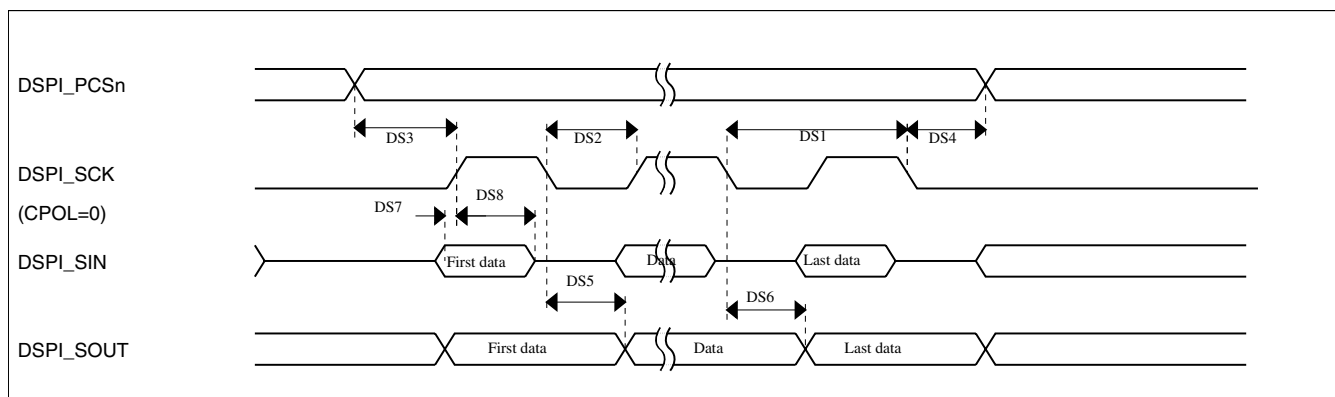 DSPI_PCSn
DS3
DS2
DS1
DS4
DSPI_SCK
(CPOL=0)
DS7
DS8
DSPI_SIN
First data
Data
Last data
DS5
DS6
DSPI_SOUT
First data
Data
Last data